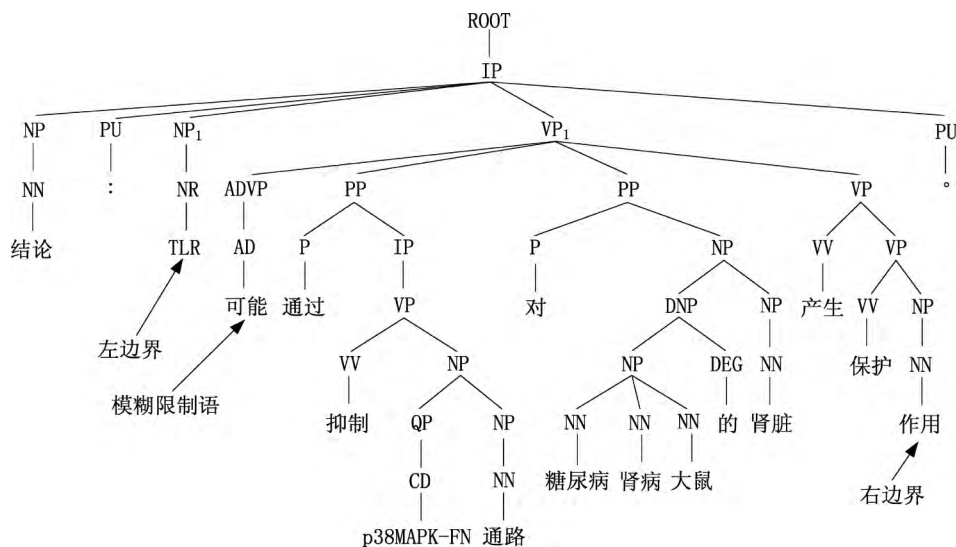 ROOT
IP
NP PU NP₁ VP₁ PU
NN : NR ADVP PP PP VP 。
结论 TLR AD P IP P NP VV VP
可能 通过 VP 对 DNP NP 产生 VV NP
左边界 VV NP NP DEG NN 保护 NN
模糊限制语 抑制 QP NP NN NN NN 的 肾脏 作用
CD NN 糖尿病 肾病 大鼠 右边界
p38MAPK-FN 通路